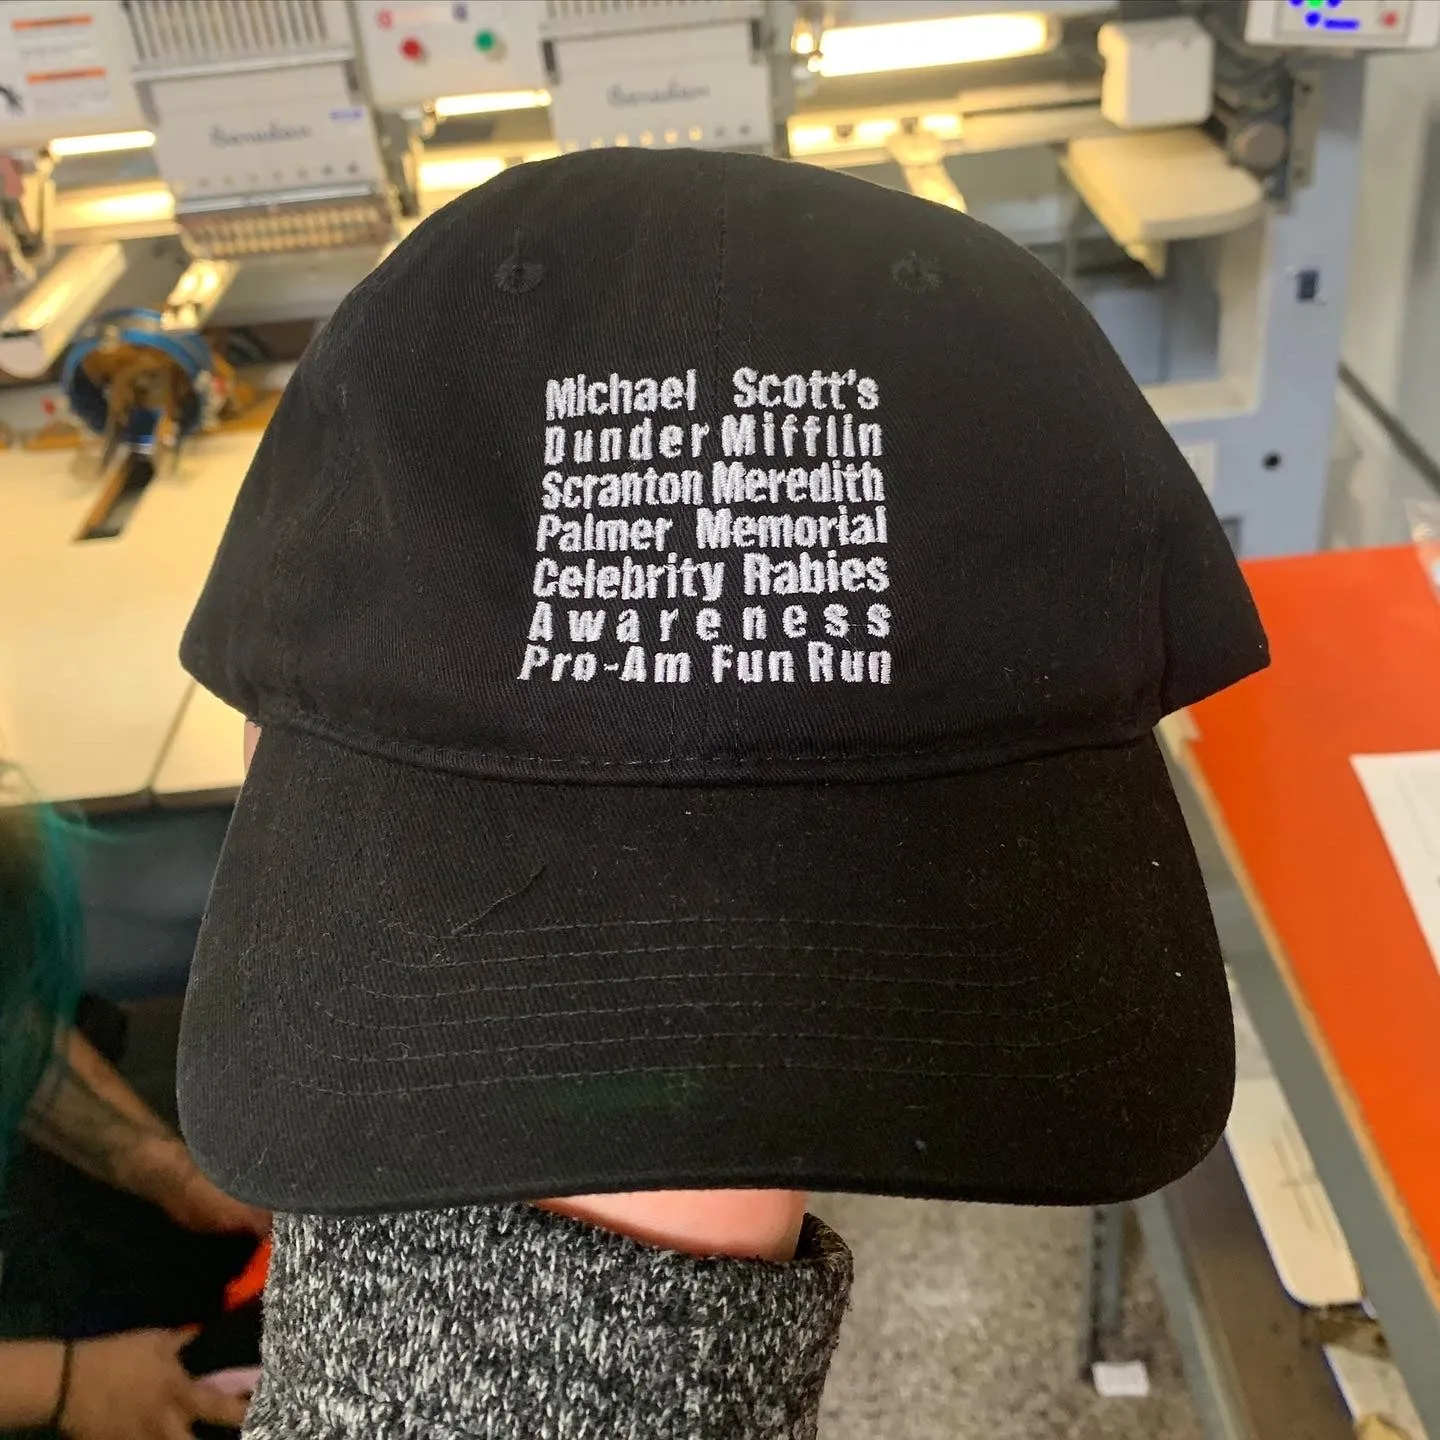 Michael Scott's
Dunder Mifflin
Scranton Meredith
Palmer Memorial
Celebrity Rabies
Awareness
Pro-Am Fun Run